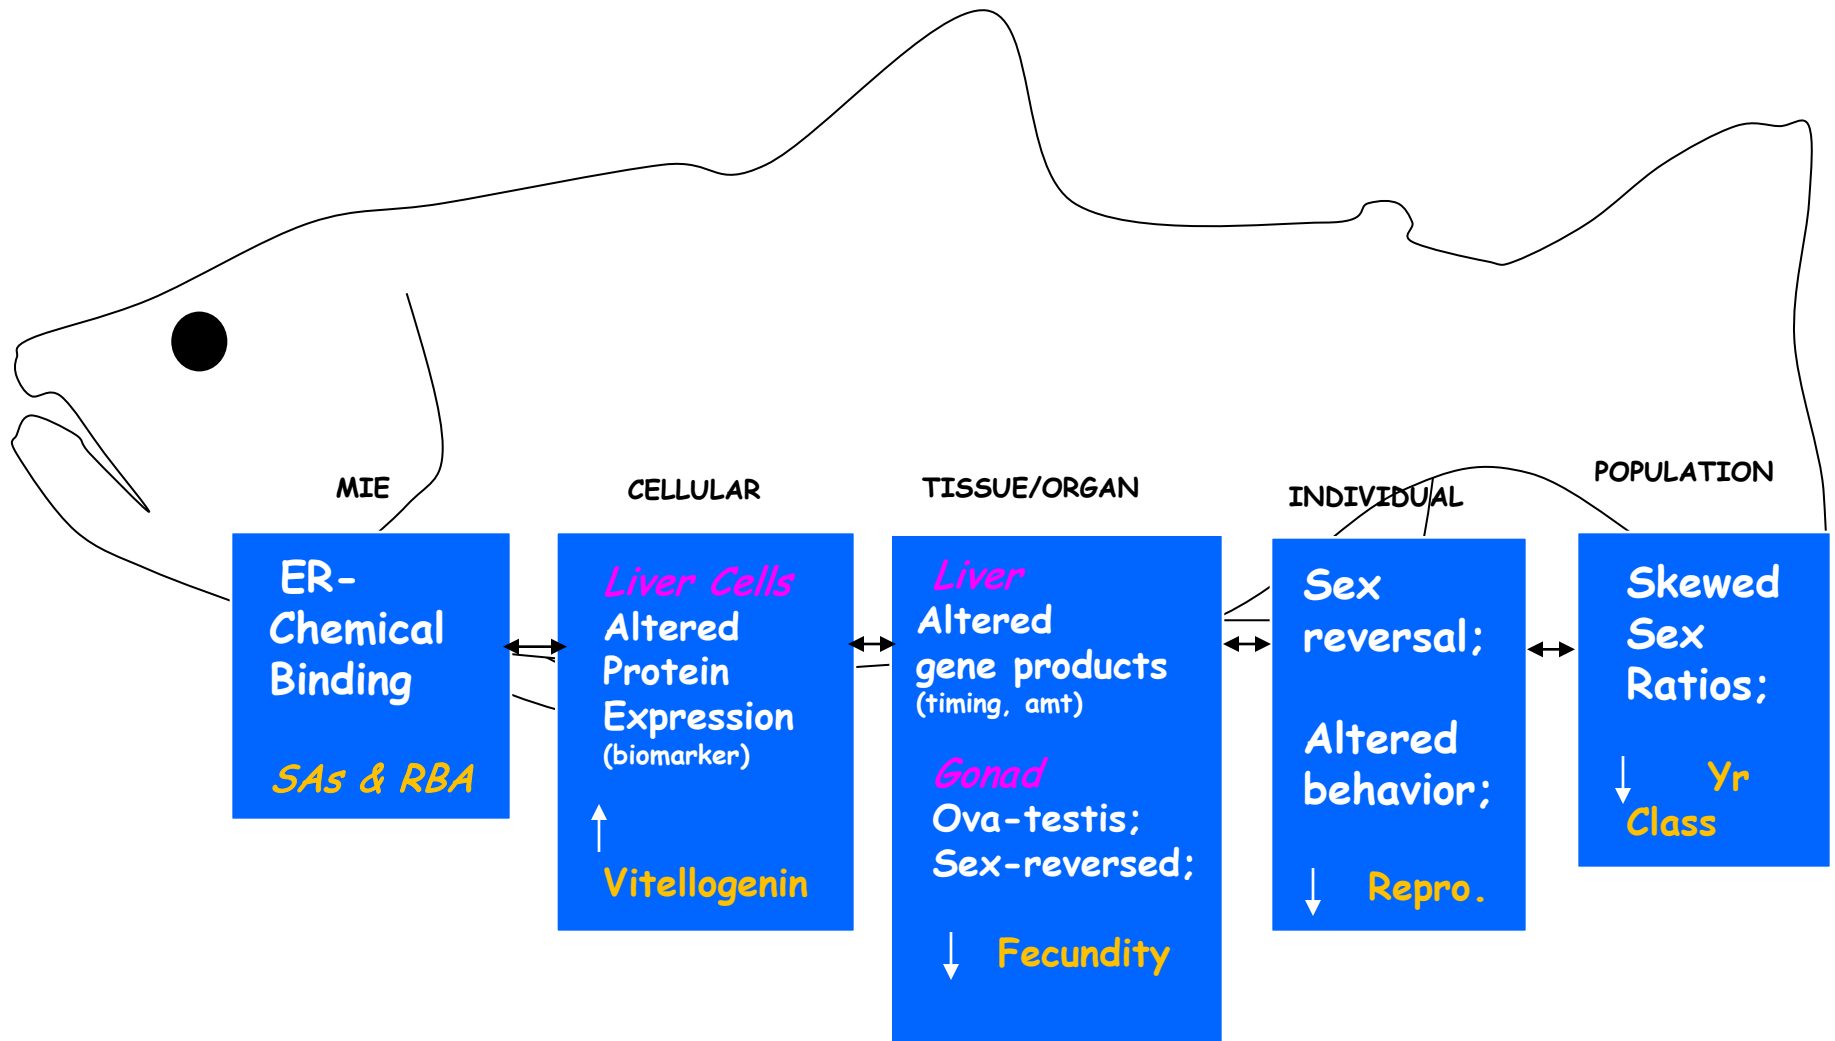 MIE
ER-
Chemical
Binding
SAs & RBA
CELLULAR
Liver Cells
Altered
Protein
Expression
(biomarker)
Vitellogenin
TISSUE/ORGAN
Liver
Altered
gene products
(timing, amt)
Gonad
Ova-testis;
Sex-reversed;
Fecundity
INDIVIDUAL
Sex
reversal;
Altered
behavior;
Repro.
POPULATION
Skewed
Sex
Ratios;
Yr
Class